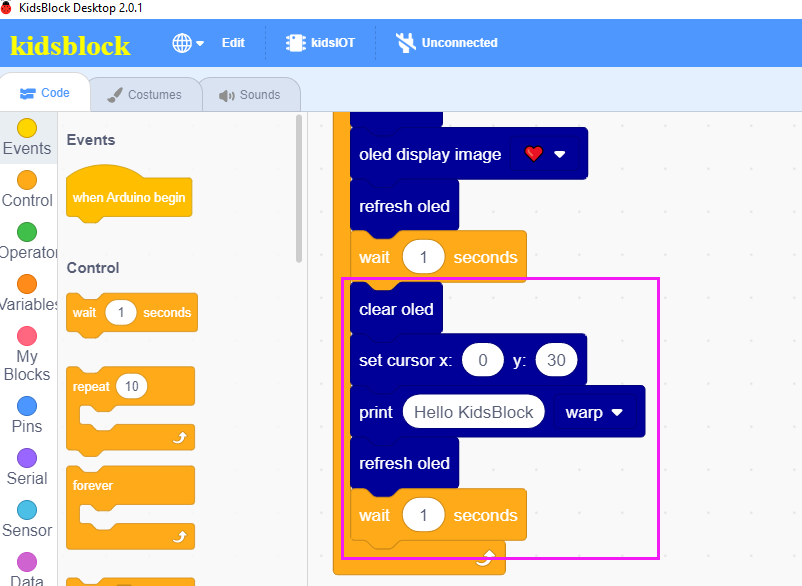 KidsBlock Desktop 2.0.1
kidsblock Edit kidsIOT Unconnected
Code Costumes Sounds
Events
Control
Operator
Variables
My
Blocks
Pins
Serial
Sensor
Data
Events
when Arduino begin
Control
wait 1 seconds
repeat 10
forever
oled display image
refresh oled
wait 1 seconds
clear oled
set cursor x: 0 y: 30
print Hello KidsBlock warp
refresh oled
wait 1 seconds